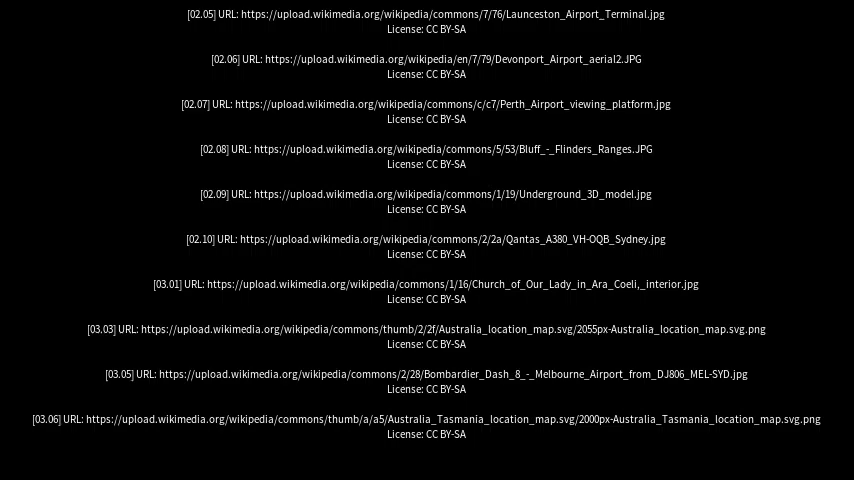 [02.05] URL: https://upload.wikimedia.org/wikipedia/commons/7/76/Launceston_Airport_Terminal.jpg
License: CC BY-SA
[02.06] URL: https://upload.wikimedia.org/wikipedia/en/7/79/Devonport_Airport_aerial2.JPG
License: CC BY-SA
[02.07] URL: https://upload.wikimedia.org/wikipedia/commons/c/c7/Perth_Airport_viewing_platform.jpg
License: CC BY-SA
[02.08] URL: https://upload.wikimedia.org/wikipedia/commons/5/53/Bluff_-_Flinders_Ranges.JPG
License: CC BY-SA
[02.09] URL: https://upload.wikimedia.org/wikipedia/commons/1/19/Underground_3D_model.jpg
License: CC BY-SA
[02.10] URL: https://upload.wikimedia.org/wikipedia/commons/2/2a/Qantas_A380_VH-OQB_Sydney.jpg
License: CC BY-SA
[03.01] URL: https://upload.wikimedia.org/wikipedia/commons/1/16/Church_of_Our_Lady_in_Ara_Coeli,_interior.jpg
License: CC BY-SA
[03.03] URL: https://upload.wikimedia.org/wikipedia/commons/thumb/2/2f/Australia_location_map.svg/2055px-Australia_location_map.svg.png
License: CC BY-SA
[03.05] URL: https://upload.wikimedia.org/wikipedia/commons/2/28/Bombardier_Dash_8_-_Melbourne_Airport_from_DJ806_MEL-SYD.jpg
License: CC BY-SA
[03.06] URL: https://upload.wikimedia.org/wikipedia/commons/thumb/a/a5/Australia_Tasmania_location_map.svg/2000px-Australia_Tasmania_location_map.svg.png
License: CC BY-SA